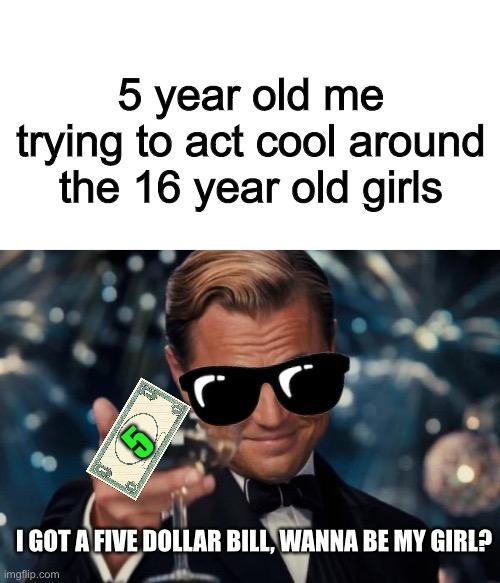 5 year old me
trying to act cool around
the 16 year old girls
5
I GOT A FIVE DOLLAR BILL, WANNA BE MY GIRL?
imgflip.com